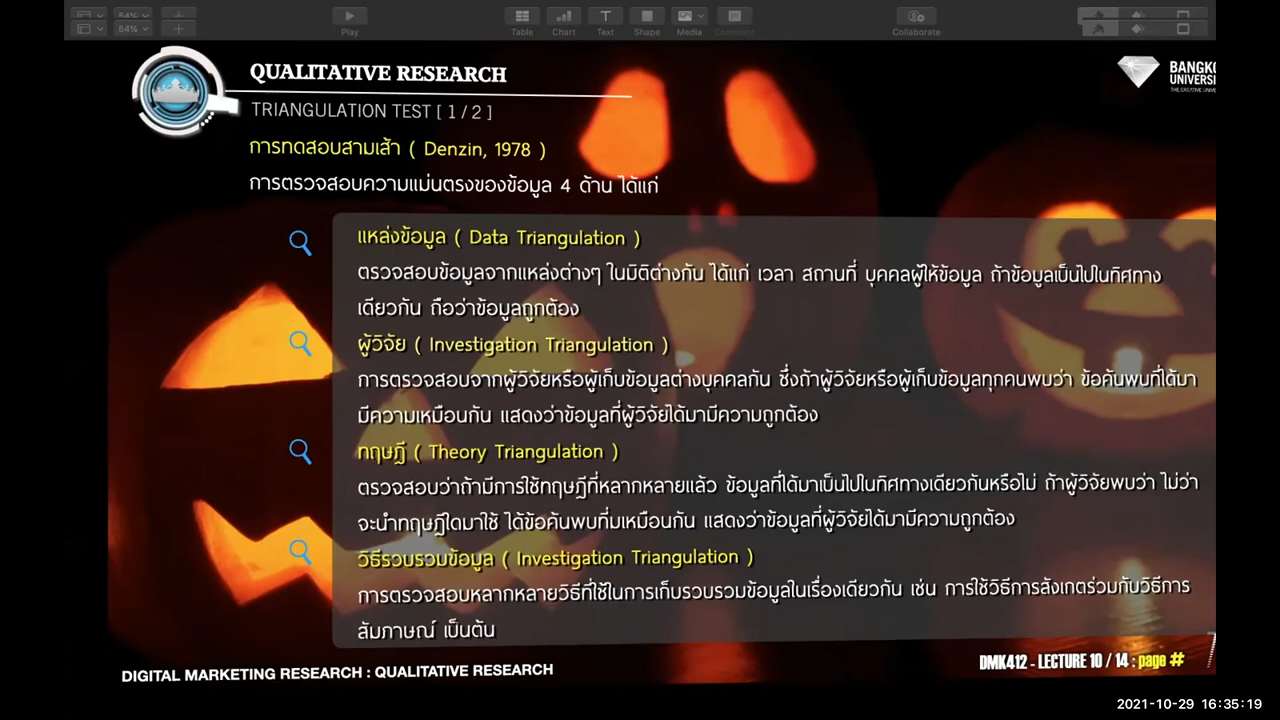 54%
54%
Play
Table
Chart
Text
Shape
Media
Comment
Collaborate
QUALITATIVE RESEARCH
TRIANGULATION TEST [ 1 / 2 ]
BANGKO
UNIVERSI
THE CREATIVE UNIVE
การทดสอบสามเส้า ( Denzin, 1978 )
การตรวจสอบความแม่นตรงของข้อมูล 4 ด้าน ได้แก่
แหล่งข้อมูล ( Data Triangulation )
ตรวจสอบข้อมูลจากแหล่งต่างๆ ในมิติต่างกัน ได้แก่ เวลา สถานที่ บุคคลผู้ให้ข้อมูล ถ้าข้อมูลเป็นไปในทิศทาง
เดียวกัน ถือว่าข้อมูลถูกต้อง
ผู้วิจัย ( Investigation Triangulation )
การตรวจสอบจากผู้วิจัยหรือผู้เก็บข้อมูลต่างบุคคลกัน ซึ่งถ้าผู้วิจัยหรือผู้เก็บข้อมูลทุกคนพบว่า ข้อค้นพบที่ได้มา
มีความเหมือนกัน แสดงว่าข้อมูลที่ผู้วิจัยได้มามีความถูกต้อง
ทฤษฎี ( Theory Triangulation )
ตรวจสอบว่าถ้ามีการใช้ทฤษฎีที่หลากหลายแล้ว ข้อมูลที่ได้มาเป็นไปในทิศทางเดียวกันหรือไม่ ถ้าผู้วิจัยพบว่า ไม่ว่า
จะนำทฤษฎีใดมาใช้ ได้ข้อค้นพบที่มเหมือนกัน แสดงว่าข้อมูลที่ผู้วิจัยได้มามีความถูกต้อง
วิธีรวบรวมข้อมูล ( Investigation Triangulation )
การตรวจสอบหลากหลายวิธีที่ใช้ในการเก็บรวบรวมข้อมูลในเรื่องเดียวกัน เช่น การใช้วิธีการสังเกตร่วมกับวิธีการ
สัมภาษณ์ เป็นต้น
DIGITAL MARKETING RESEARCH : QUALITATIVE RESEARCH
DMK412 - LECTURE 10 / 14 : page #
2021-10-29 16:35:19